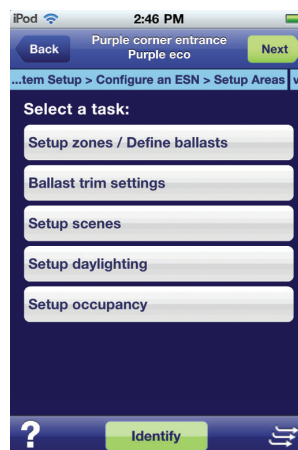 iPod 2:46 PM
Purple corner entrance
Back Purple eco Next
...tem Setup > Configure an ESN > Setup Areas
Select a task:
Setup zones / Define ballasts
Ballast trim settings
Setup scenes
Setup daylighting
Setup occupancy
? Identify